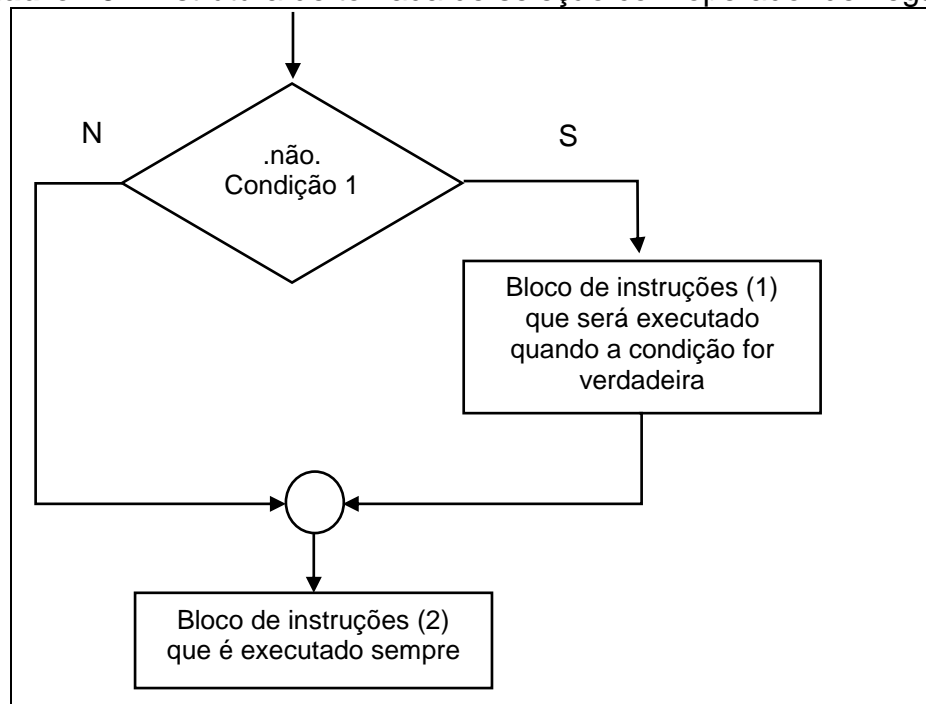 N
S
.não.
Condição 1
Bloco de instruções (1)
que será executado
quando a condição for
verdadeira
Bloco de instruções (2)
que é executado sempre